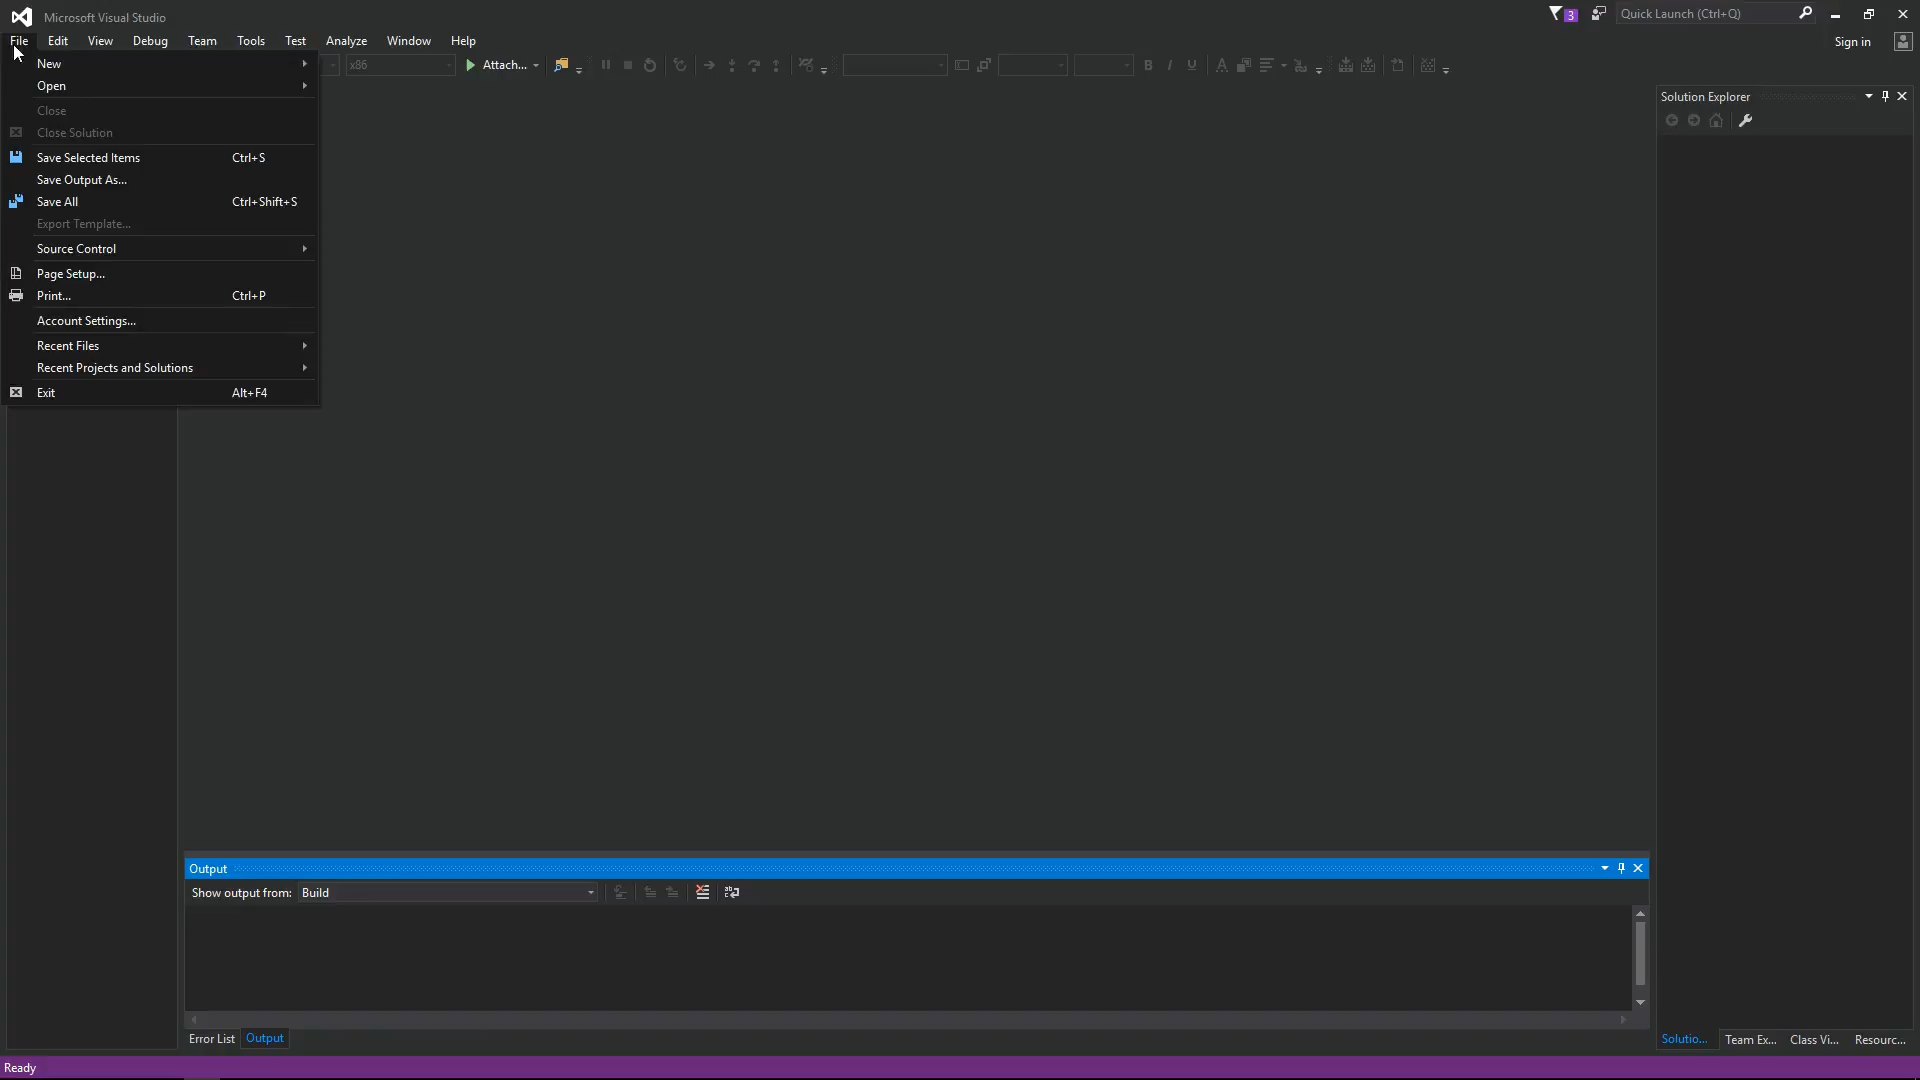 Microsoft Visual Studio
3
Quick Launch (Ctrl+Q)
File Edit View Debug Team Tools Test Analyze Window Help
Sign in
x86 Attach...
B I U A
New
Open
Close
Close Solution
Save Selected Items Ctrl+S
Save Output As...
Save All Ctrl+Shift+S
Export Template...
Source Control
Page Setup...
Print... Ctrl+P
Account Settings...
Recent Files
Recent Projects and Solutions
Exit Alt+F4
Solution Explorer
Output
Show output from: Build
Error List Output
Solutio... Team Ex... Class Vi... Resourc...
Ready